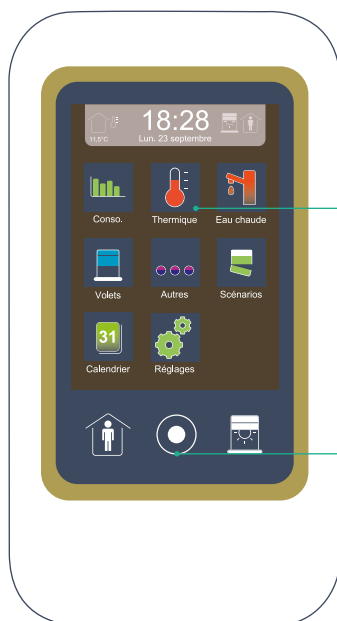 18:28
11,5°C Lun. 23 septembre
Conso. Thermique Eau chaude
Volets Autres Scénarios
31
Calendrier Réglages